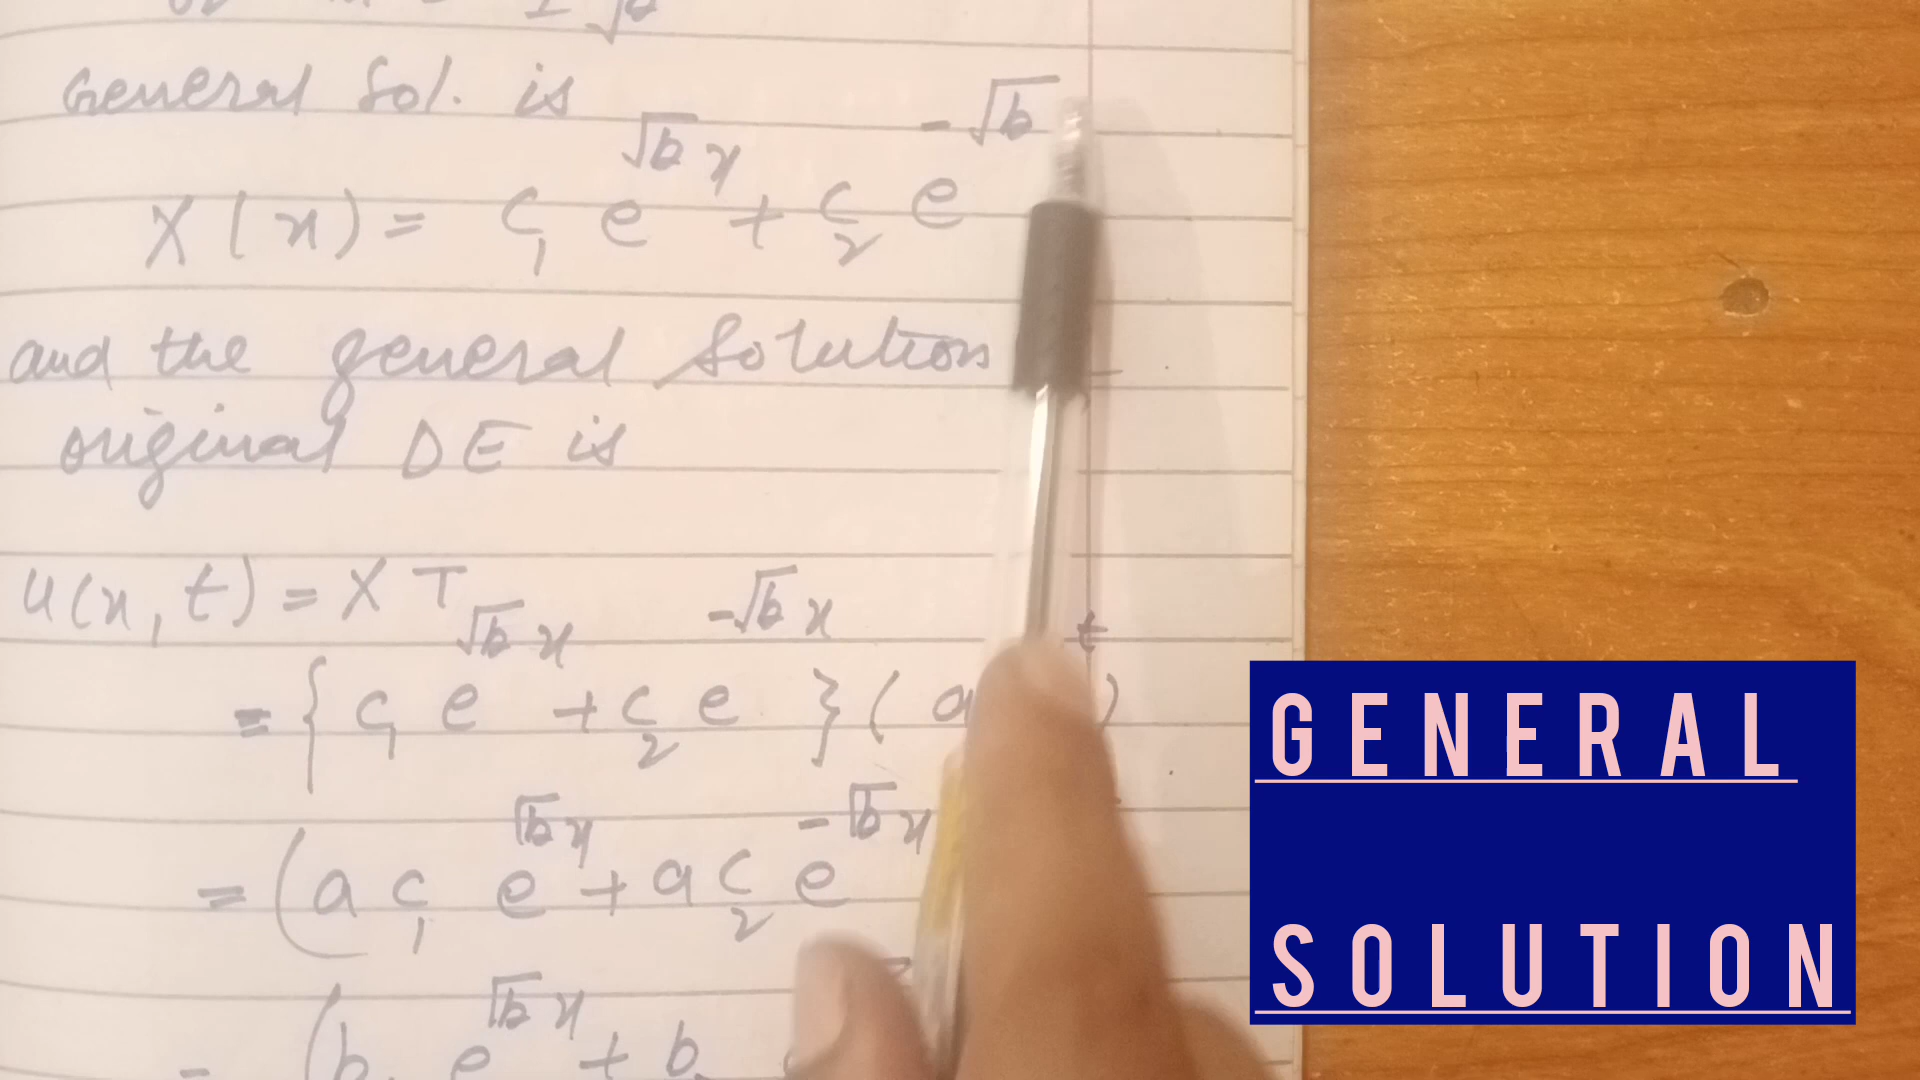 General Sol. is
X(x) = c₁ e^{√b x} + c₂ e^{-√b
and the general solution
original DE is
u(x, t) = X T
= { c₁ e^{√b x} + c₂ e^{-√b x} } ( a t )
= (a c₁ e^{√b x} + a c₂ e^{-√b x}
= (b e^{√b x} + b
GENERAL
SOLUTION